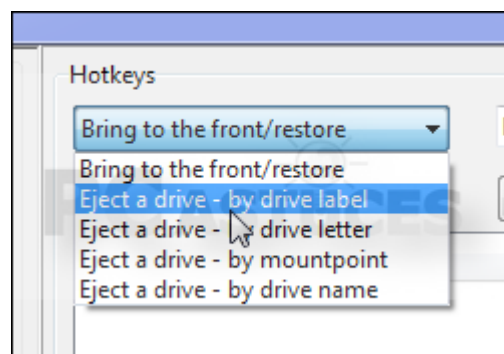 Hotkeys
Bring to the front/restore
Bring to the front/restore
Eject a drive - by drive label
Eject a drive - by drive letter
Eject a drive - by mountpoint
Eject a drive - by drive name